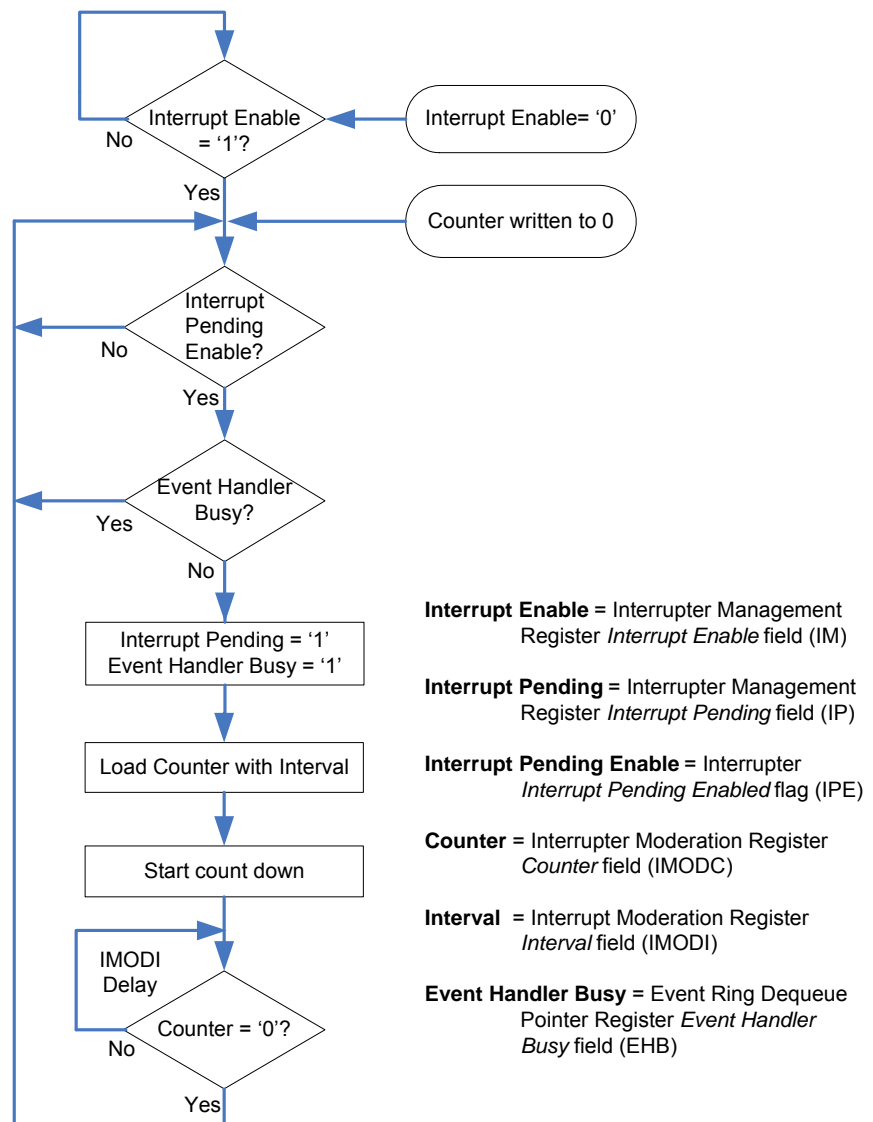 Interrupt Enable
= ‘1’?
No
Yes
Interrupt Enable= ‘0’
Counter written to 0
Interrupt
Pending
Enable?
No
Yes
Event Handler
Busy?
Yes
No
Interrupt Pending = ‘1’
Event Handler Busy = ‘1’
Load Counter with Interval
Start count down
IMODI
Delay
Counter = ‘0’?
No
Yes
Interrupt Enable = Interrupter Management
Register Interrupt Enable field (IM)
Interrupt Pending = Interrupter Management
Register Interrupt Pending field (IP)
Interrupt Pending Enable = Interrupter
Interrupt Pending Enabled flag (IPE)
Counter = Interrupter Moderation Register
Counter field (IMODC)
Interval = Interrupt Moderation Register
Interval field (IMODI)
Event Handler Busy = Event Ring Dequeue
Pointer Register Event Handler
Busy field (EHB)